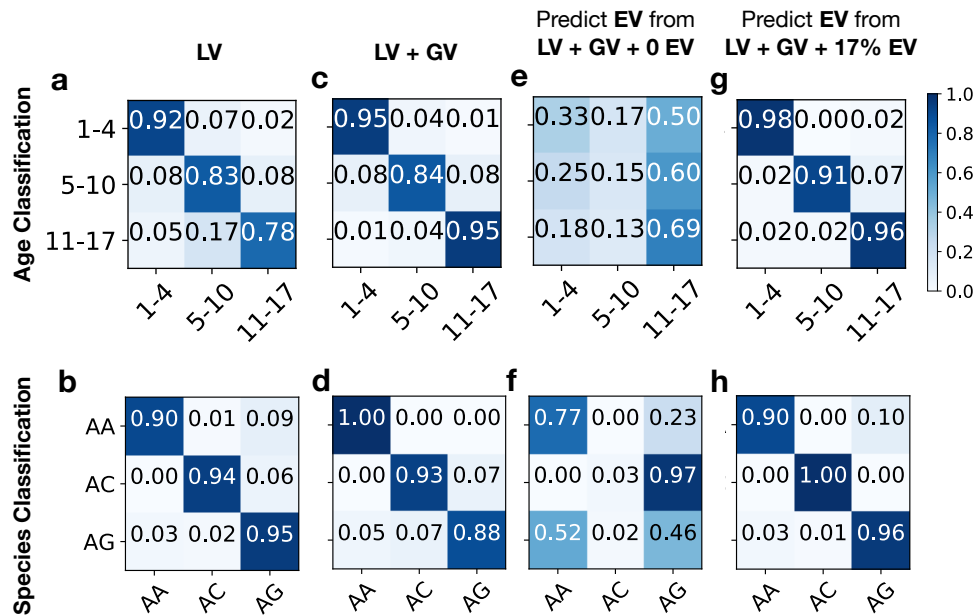 LV
LV + GV
Predict EV from
LV + GV + 0 EV
Predict EV from
LV + GV + 17% EV
a
c
e
g
Age Classification
1-4
0.92 0.07 0.02
0.95 0.04 0.01
0.33 0.17 0.50
0.98 0.00 0.02
5-10
0.08 0.83 0.08
0.08 0.84 0.08
0.25 0.15 0.60
0.02 0.91 0.07
11-17
0.05 0.17 0.78
0.01 0.04 0.95
0.18 0.13 0.69
0.02 0.02 0.96
1-4 5-10 11-17
1-4 5-10 11-17
1-4 5-10 11-17
1-4 5-10 11-17
1.0
0.8
0.6
0.4
0.2
0.0
b
d
f
h
Species Classification
AA
0.90 0.01 0.09
1.00 0.00 0.00
0.77 0.00 0.23
0.90 0.00 0.10
AC
0.00 0.94 0.06
0.00 0.93 0.07
0.00 0.03 0.97
0.00 1.00 0.00
AG
0.03 0.02 0.95
0.05 0.07 0.88
0.52 0.02 0.46
0.03 0.01 0.96
AA AC AG
AA AC AG
AA AC AG
AA AC AG